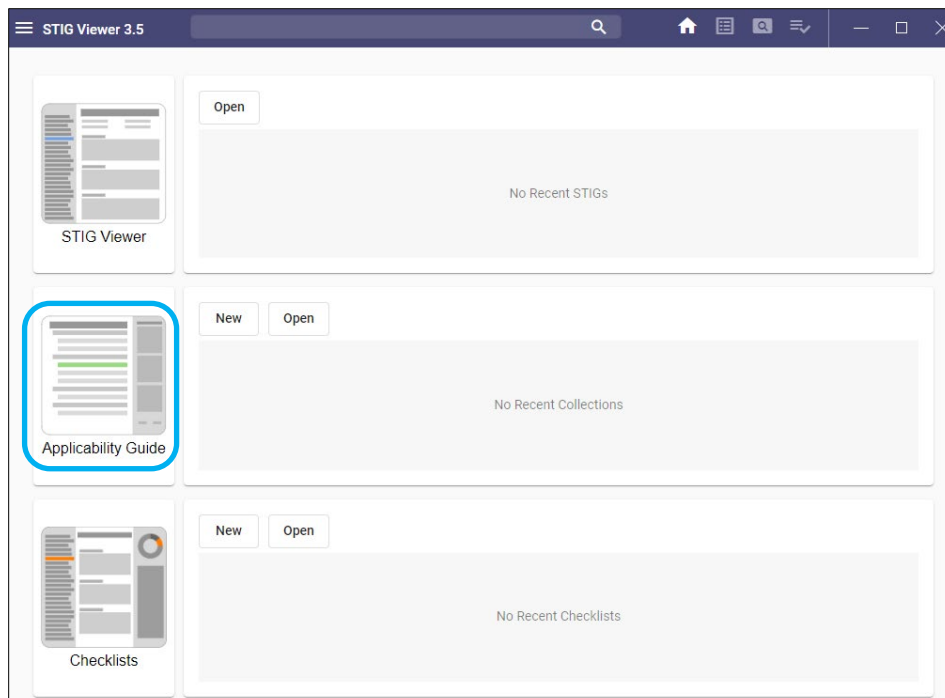 STIG Viewer 3.5
Open
No Recent STIGs
STIG Viewer
New Open
No Recent Collections
Applicability Guide
New Open
No Recent Checklists
Checklists